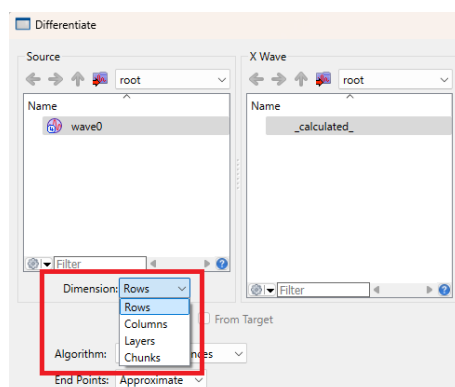 Differentiate
Source
X Wave
root
root
Name
Name
wave0
_calculated_
Filter
Dimension: Rows
Filter
Rows
Columns
From Target
Layers
Algorithm:
Chunks
End Points: Approximate